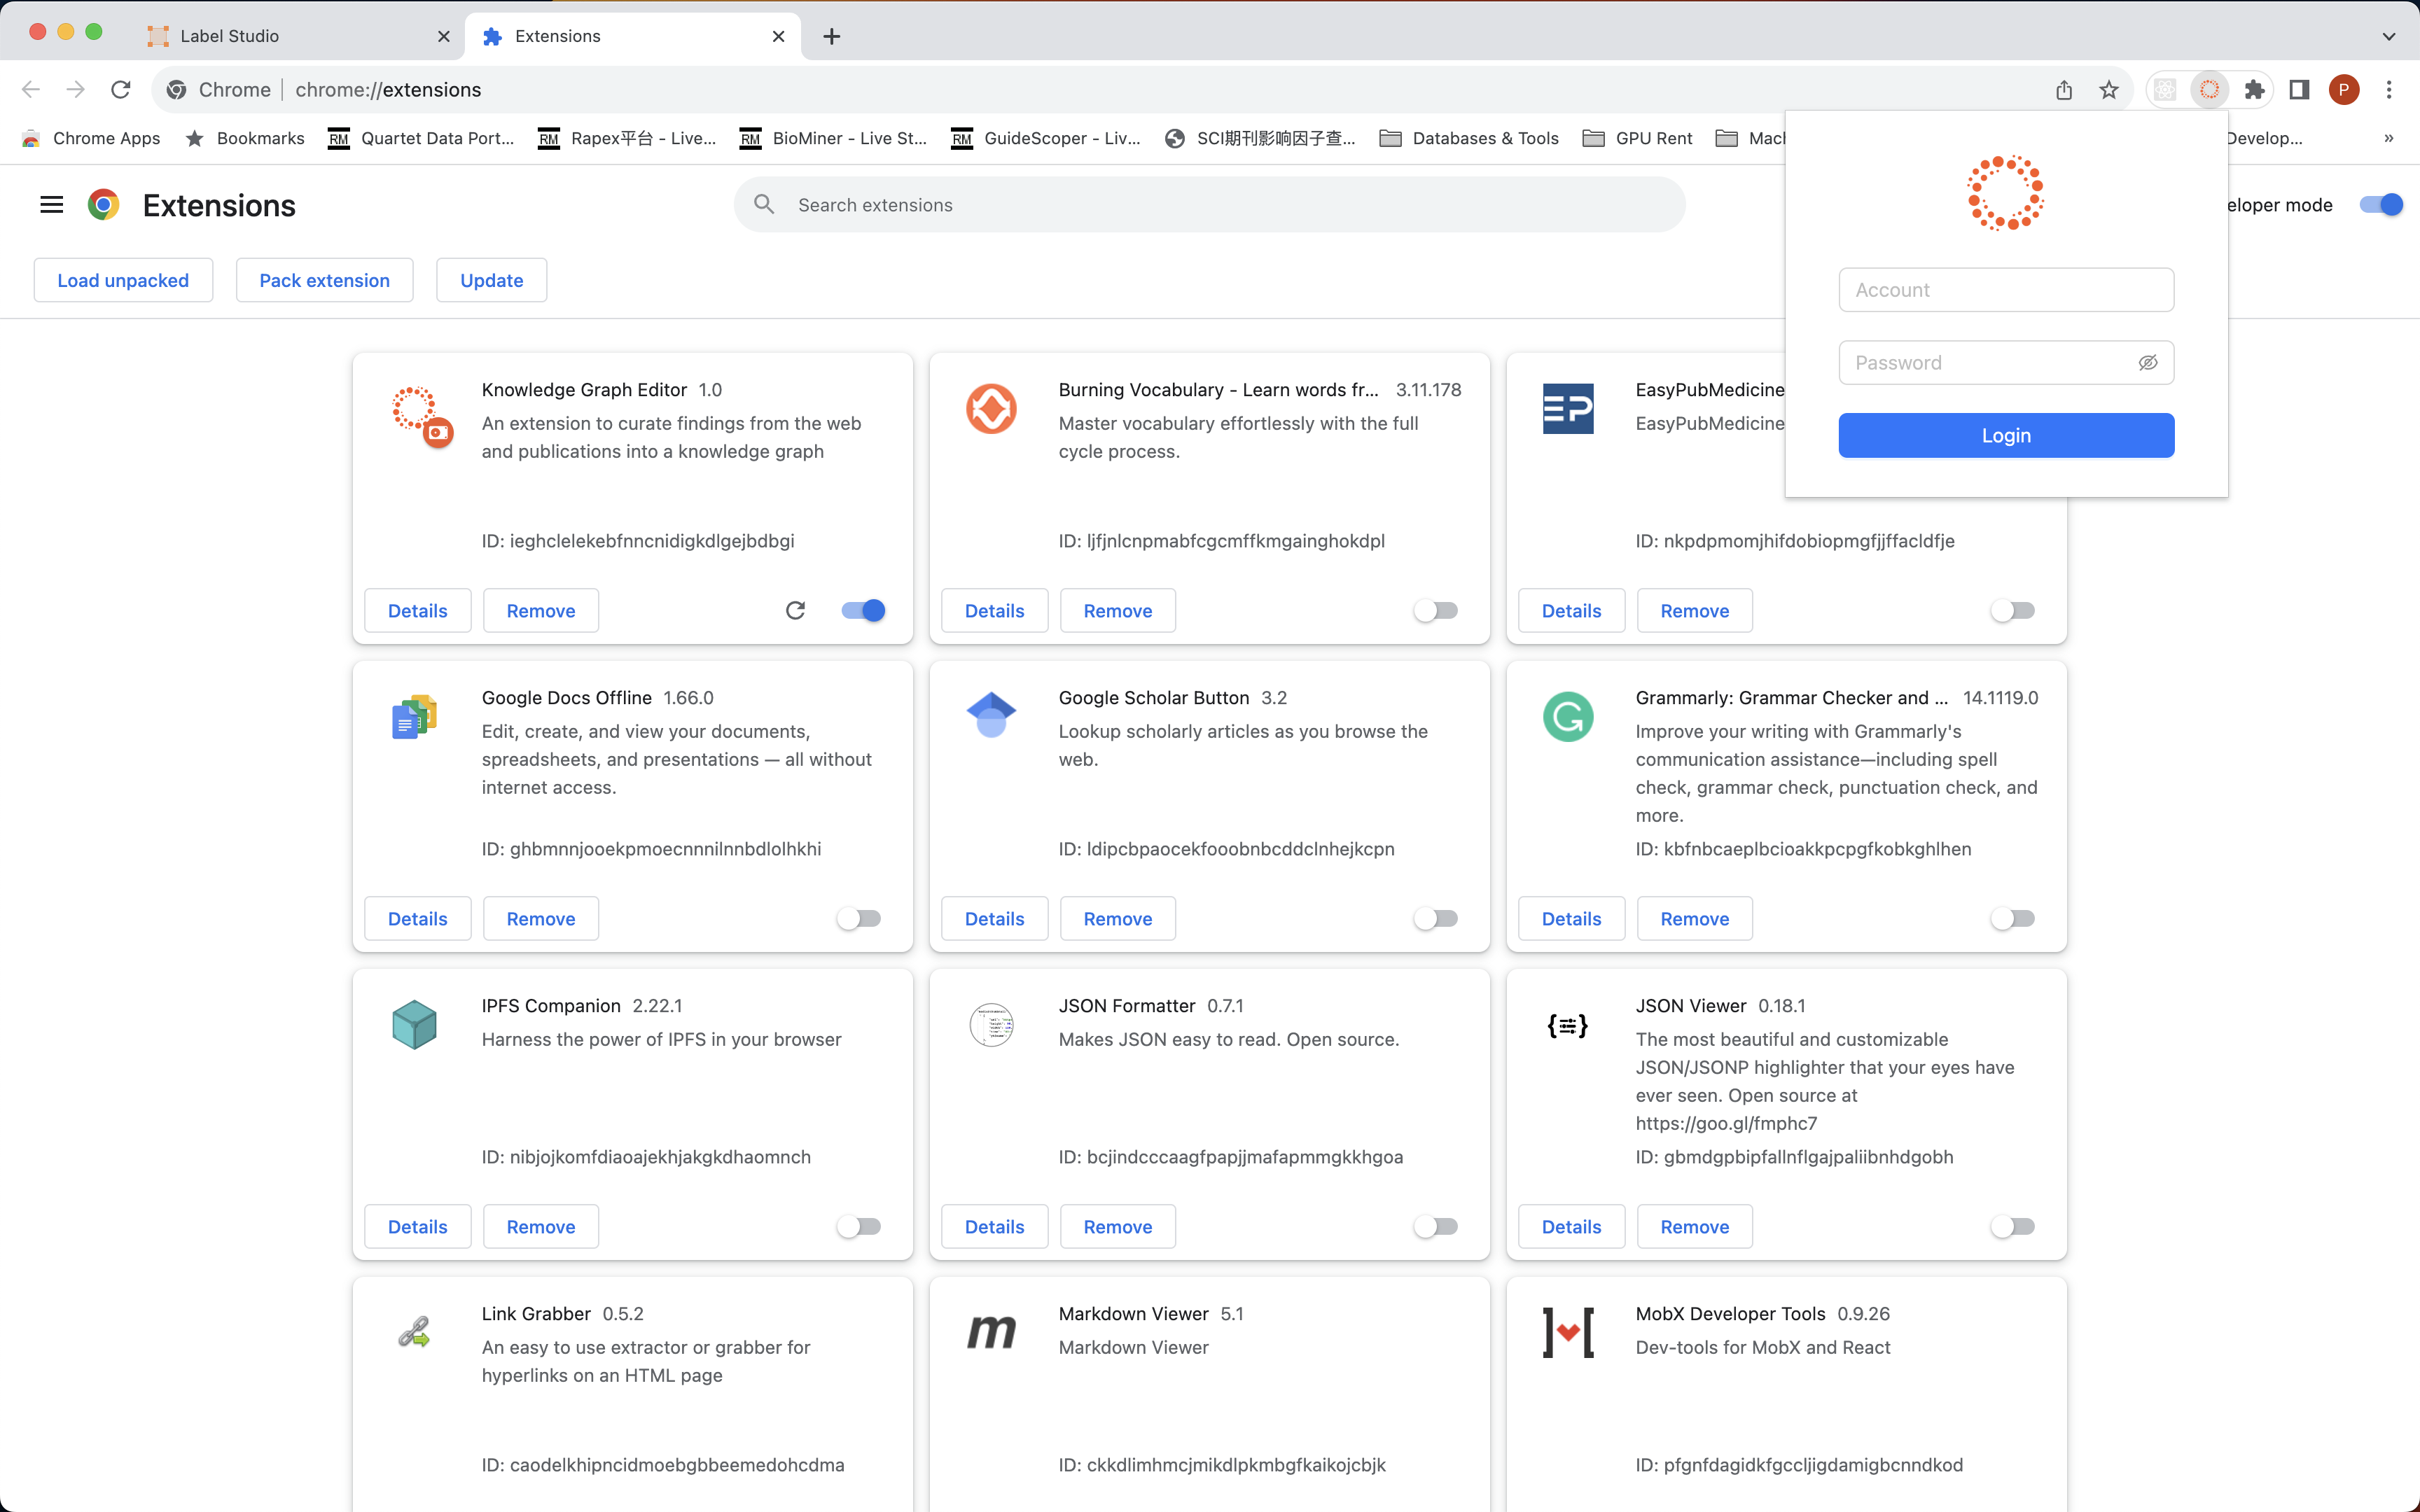 Label Studio
Extensions
Chrome
chrome://extensions
P
Chrome Apps
Bookmarks
RM Quartet Data Port...
RM Rapex平台 - Live...
RM BioMiner - Live St...
RM GuideScoper - Liv...
SCI期刊影响因子查...
Databases & Tools
GPU Rent
Mach
Develop...
»
Extensions
Search extensions
eloper mode
Load unpacked
Pack extension
Update
Account
Password
Login
Knowledge Graph Editor 1.0
An extension to curate findings from the web
and publications into a knowledge graph
ID: ieghclelekebfnncnidigkdlgejbdbgi
Details
Remove
Burning Vocabulary - Learn words fr... 3.11.178
Master vocabulary effortlessly with the full
cycle process.
ID: ljfjnlcnpmabfcgcmffkmgainghokdpl
Details
Remove
EP
EasyPubMedicine
EasyPubMedicine
ID: nkpdpmomjhifdobiopmgfjjffacldfje
Details
Remove
Google Docs Offline 1.66.0
Edit, create, and view your documents,
spreadsheets, and presentations — all without
internet access.
ID: ghbmnnjooekpmoecnnnilnnbdlolhkhi
Details
Remove
Google Scholar Button 3.2
Lookup scholarly articles as you browse the
web.
ID: ldipcbpaocekfooobnbcddclnhejkcpn
Details
Remove
Grammarly: Grammar Checker and ... 14.1119.0
Improve your writing with Grammarly's
communication assistance—including spell
check, grammar check, punctuation check, and
more.
ID: kbfnbcaeplbcioakkpcpgfkobkghlhen
Details
Remove
IPFS Companion 2.22.1
Harness the power of IPFS in your browser
ID: nibjojkomfdiaoajekhjakgkdhaomnch
Details
Remove
JSON Formatter 0.7.1
Makes JSON easy to read. Open source.
ID: bcjindcccaagfpapjjmafapmmgkkhgoa
Details
Remove
JSON Viewer 0.18.1
The most beautiful and customizable
JSON/JSONP highlighter that your eyes have
ever seen. Open source at
https://goo.gl/fmphc7
ID: gbmdgpbipfallnflgajpaliibnhdgobh
Details
Remove
Link Grabber 0.5.2
An easy to use extractor or grabber for
hyperlinks on an HTML page
ID: caodelkhipncidmoebgbbeemedohcdma
m
Markdown Viewer 5.1
Markdown Viewer
ID: ckkdlimhmcjmikdlpkmbgfkaikojcbjk
MobX Developer Tools 0.9.26
Dev-tools for MobX and React
ID: pfgnfdagidkfgccljigdamigbcnndkod